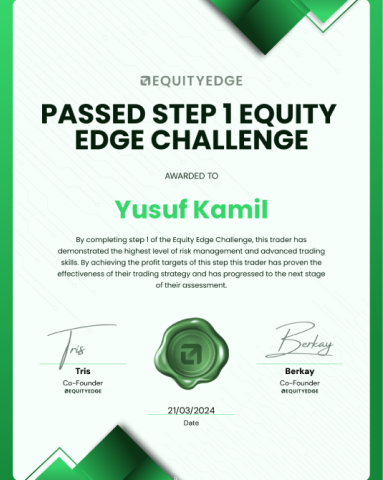 EQUITYEDGE
PASSED STEP 1 EQUITY
EDGE CHALLENGE
AWARDED TO
Yusuf Kamil
By completing step 1 of the Equity Edge Challenge, this trader has
demonstrated the highest level of risk management and advanced trading
skills. By achieving the profit targets of this step this trader has proven the
effectiveness of their trading strategy and has progressed to the next stage
of their assessment.
Tris
Berkay
Tris
Co-Founder
EQUITYEDGE
Berkay
Co-Founder
EQUITYEDGE
21/03/2024
Date